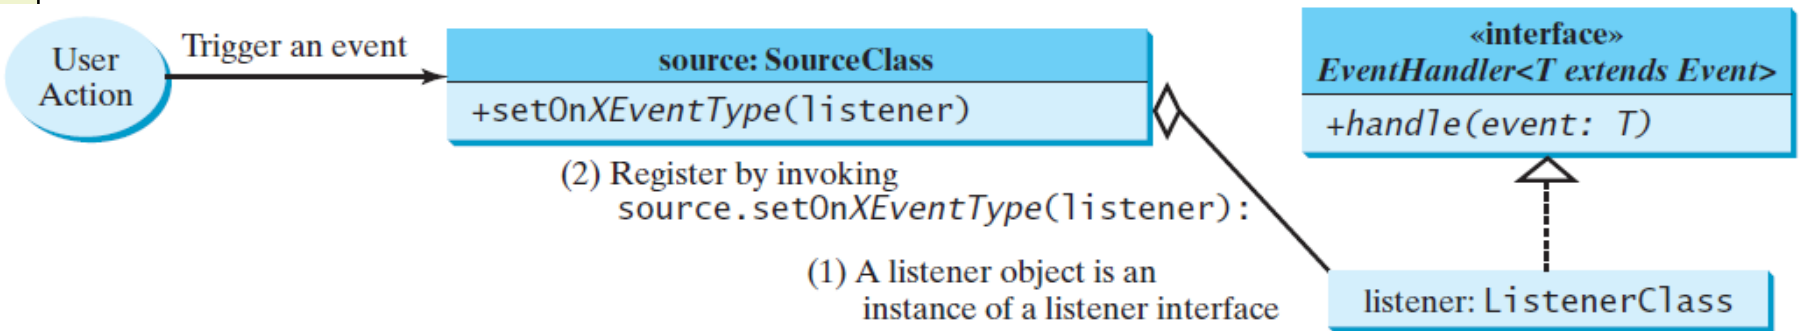 User
Action
Trigger an event
source: SourceClass
+setOnXEventType(listener)
(2) Register by invoking
source.setOnXEventType(listener):
(1) A listener object is an
instance of a listener interface
«interface»
EventHandler<T extends Event>
+handle(event: T)
listener: ListenerClass